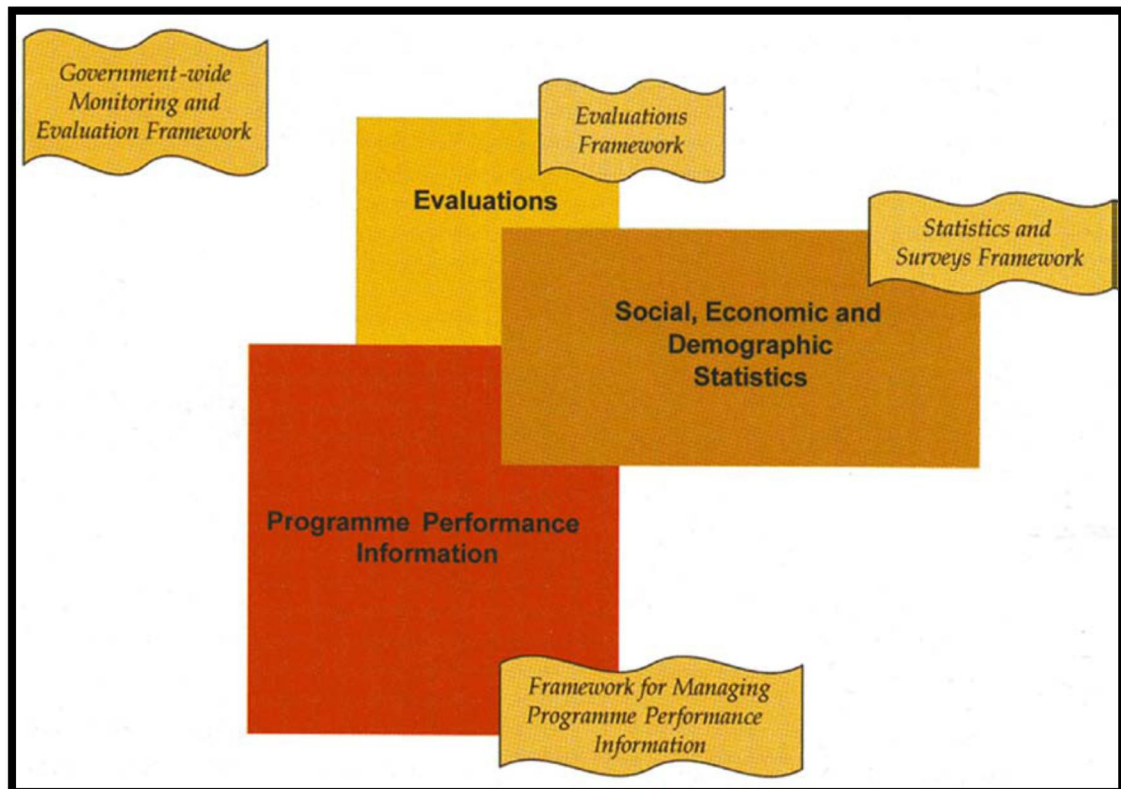 Government-wide
Monitoring and
Evaluation Framework
Evaluations
Framework
Evaluations
Statistics and
Surveys Framework
Social, Economic and
Demographic
Statistics
Programme Performance
Information
Framework for Managing
Programme Performance
Information